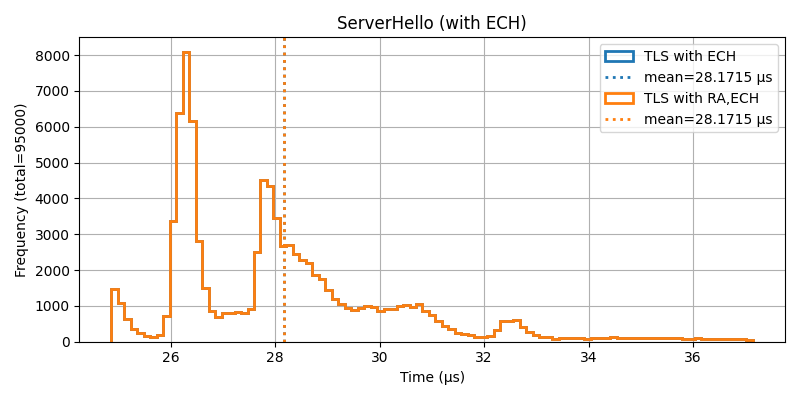 ServerHello (with ECH)
TLS with ECH
mean=28.1715 µs
TLS with RA,ECH
mean=28.1715 µs
Frequency (total=95000)
8000
7000
6000
5000
4000
3000
2000
1000
0
26
28
30
32
34
36
Time (µs)